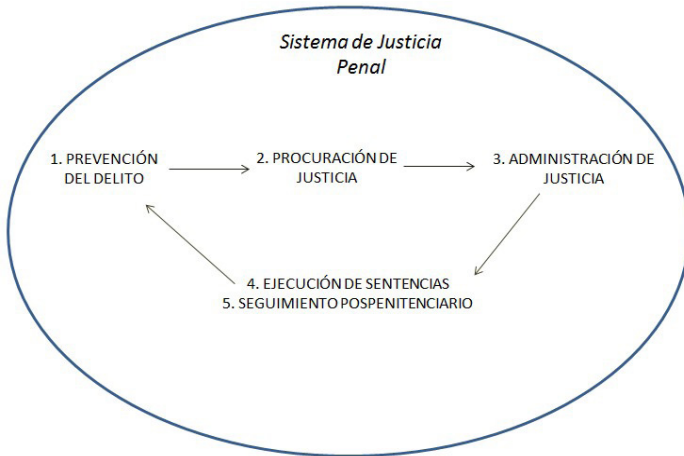 Sistema de Justicia
Penal
1. PREVENCIÓN
DEL DELITO
2. PROCURACIÓN DE
JUSTICIA
3. ADMINISTRACIÓN DE
JUSTICIA
4. EJECUCIÓN DE SENTENCIAS
5. SEGUIMIENTO POSPENITENCIARIO